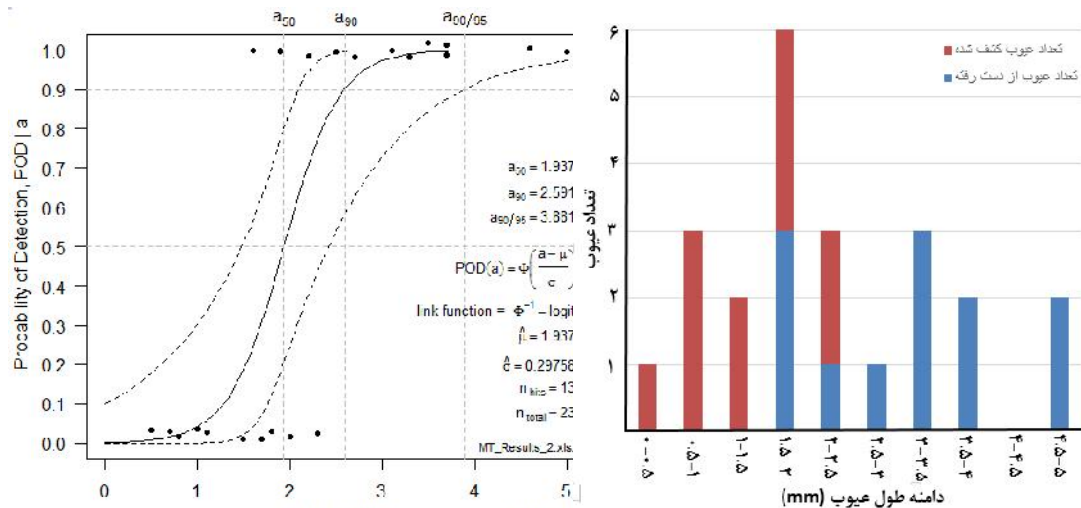 a50 a90 a90/95
Probability of Detection, POD | a
1.0
0.9
0.8
0.7
0.6
0.5
0.4
0.3
0.2
0.1
0.0
a50 = 1.937
a90 = 2.591
a90/95 = 3.881
POD(a) = Φ(a − μ / σ
link function = Φ⁻¹ = logit
μ̂ = 1.937
σ̂ = 0.29756
n hits = 13
n total = 23
MT_Results_2.xls
0 1 2 3 4 5
تعداد عیوب کشف شده
تعداد عیوب از دست رفته
تعداد عیوب
۶
۵
۴
۳
۲
۱
۰-۰.۵
۰.۵-۱
۱-۱.۵
۱.۵-۲
۲-۲.۵
۲.۵-۳
۳-۳.۵
۳.۵-۴
۴-۴.۵
۴.۵-۵
دامنه طول عیوب (mm)